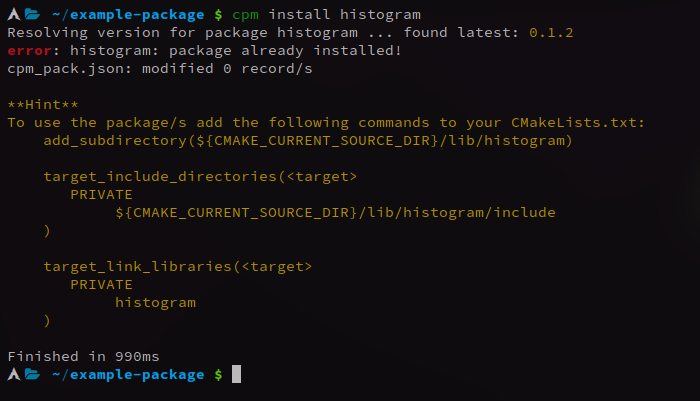 ~/example-package $ cpm install histogram
Resolving version for package histogram ... found latest: 0.1.2
error: histogram: package already installed!
cpm_pack.json: modified 0 record/s
**Hint**
To use the package/s add the following commands to your CMakeLists.txt:
add_subdirectory(${CMAKE_CURRENT_SOURCE_DIR}/lib/histogram)
target_include_directories(<target>
PRIVATE
${CMAKE_CURRENT_SOURCE_DIR}/lib/histogram/include
)
target_link_libraries(<target>
PRIVATE
histogram
)
Finished in 990ms
~/example-package $